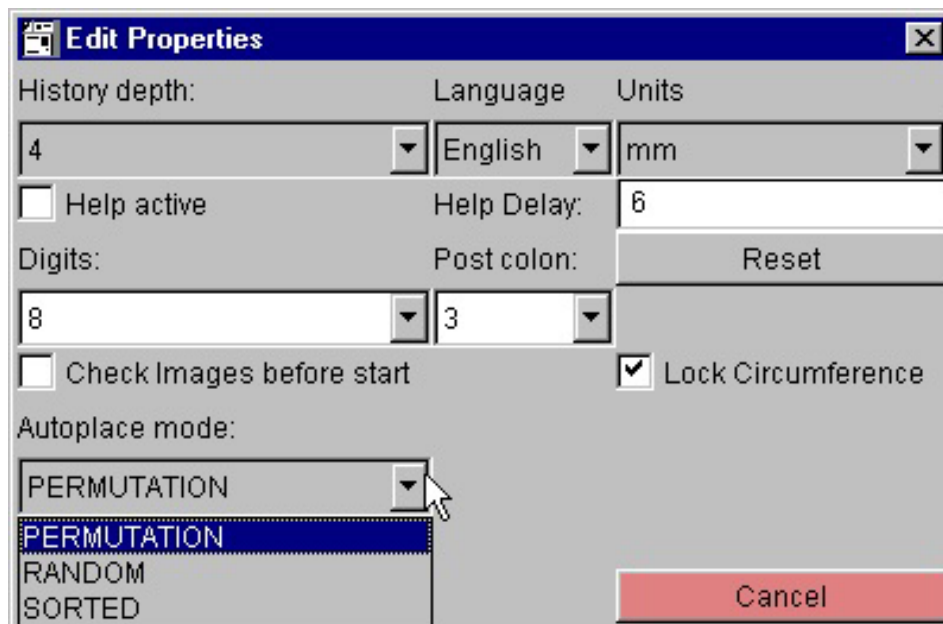 Edit Properties
History depth: Language Units
4 English mm
Help active Help Delay: 6
Digits: Post colon: Reset
8 3
Check Images before start Lock Circumference
Autoplace mode:
PERMUTATION
PERMUTATION
RANDOM
SORTED
Cancel